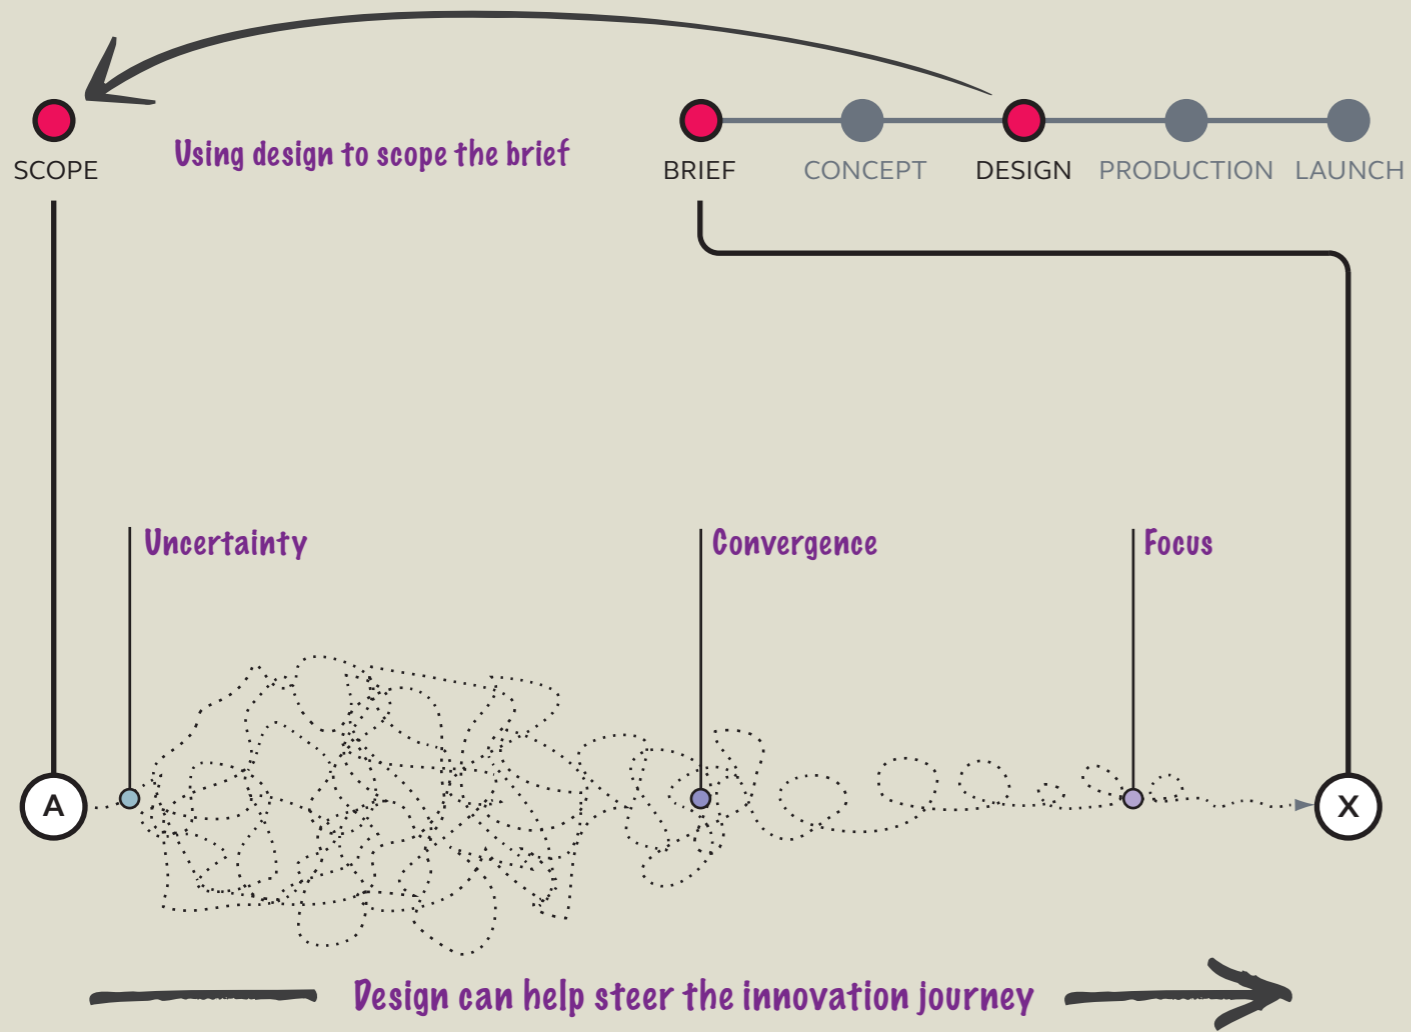 Using design to scope the brief
SCOPE
BRIEF
CONCEPT
DESIGN
PRODUCTION
LAUNCH
Uncertainty
Convergence
Focus
A
X
Design can help steer the innovation journey